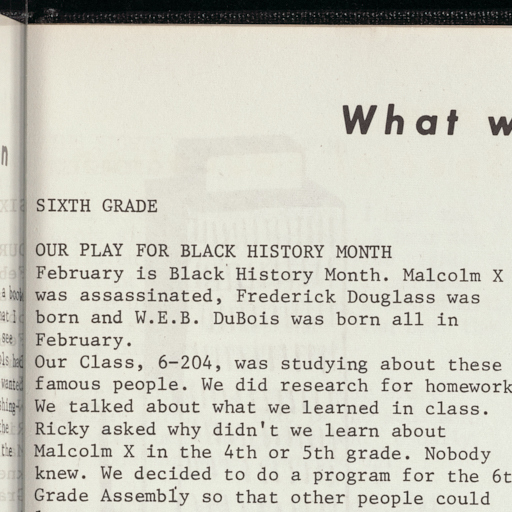 What w
SIXTH GRADE
OUR PLAY FOR BLACK HISTORY MONTH
February is Black History Month. Malcolm X
was assassinated, Frederick Douglass was
born and W.E.B. DuBois was born all in
February.
Our Class, 6-204, was studying about these
famous people. We did research for homework
We talked about what we learned in class.
Ricky asked why didn't we learn about
Malcolm X in the 4th or 5th grade. Nobody
knew. We decided to do a program for the 6t
Grade Assembly so that other people could